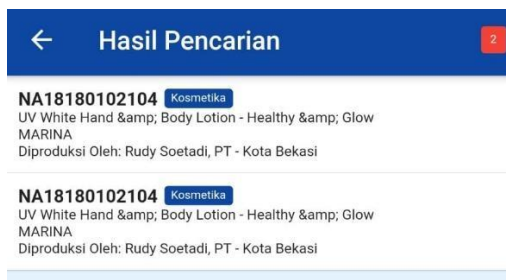 Hasil Pencarian 2
NA18180102104 Kosmetika
UV White Hand &amp; Body Lotion - Healthy &amp; Glow
MARINA
Diproduksi Oleh: Rudy Soetadi, PT - Kota Bekasi
NA18180102104 Kosmetika
UV White Hand &amp; Body Lotion - Healthy &amp; Glow
MARINA
Diproduksi Oleh: Rudy Soetadi, PT - Kota Bekasi